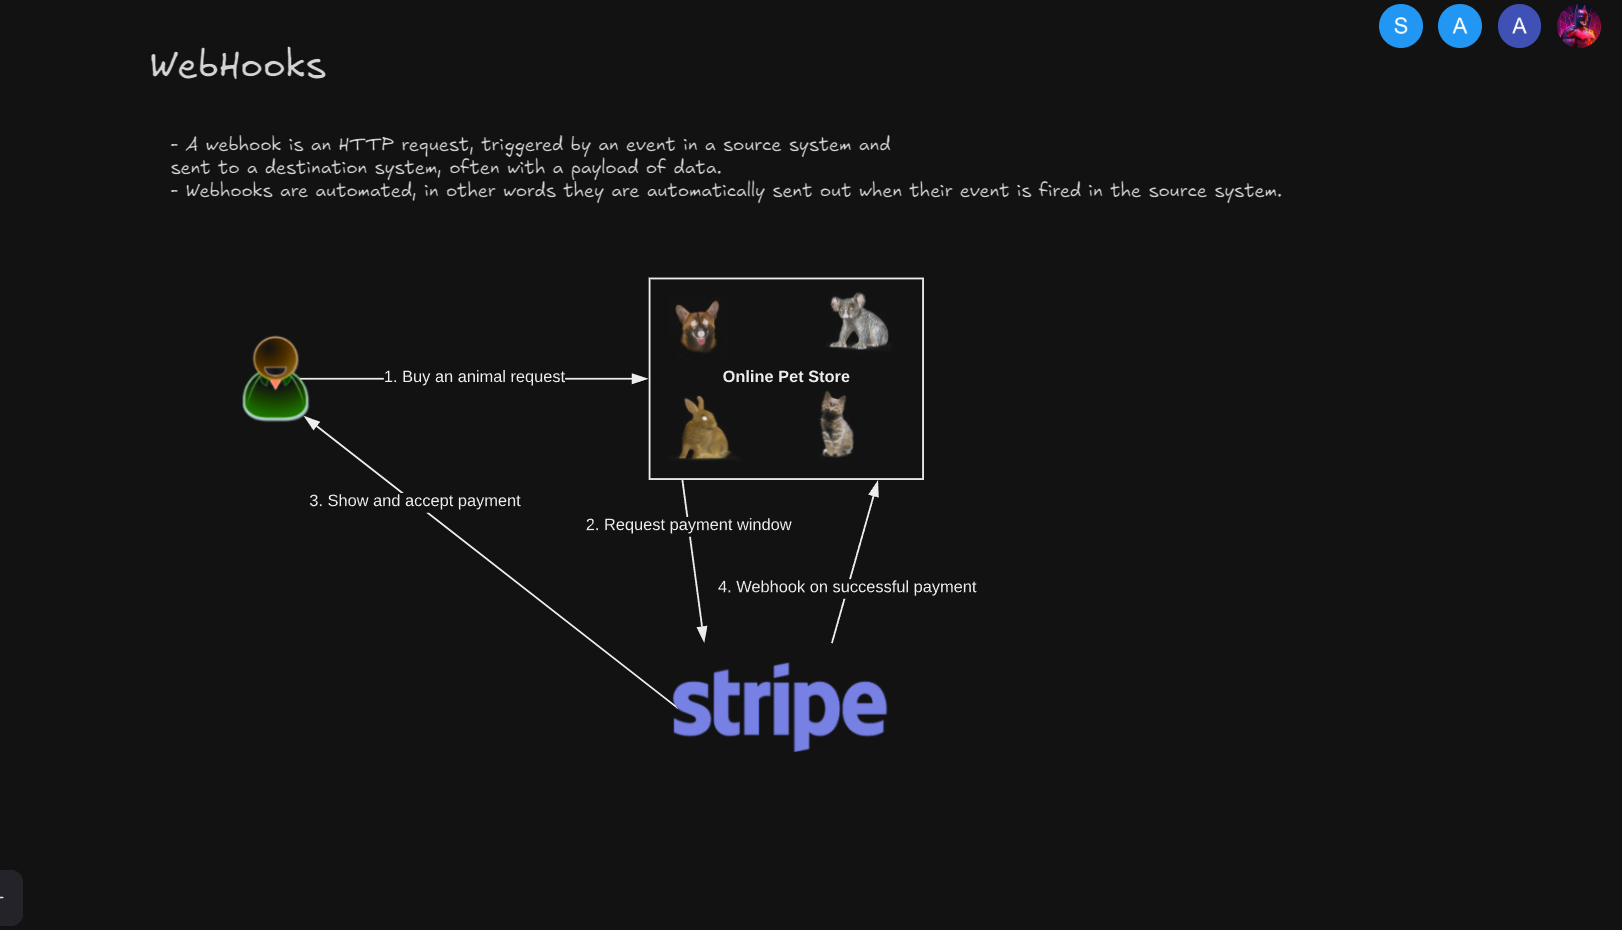 S A A
WebHooks
- A webhook is an HTTP request, triggered by an event in a source system and
sent to a destination system, often with a payload of data.
- Webhooks are automated, in other words they are automatically sent out when their event is fired in the source system.
1. Buy an animal request
Online Pet Store
3. Show and accept payment
2. Request payment window
4. Webhook on successful payment
stripe